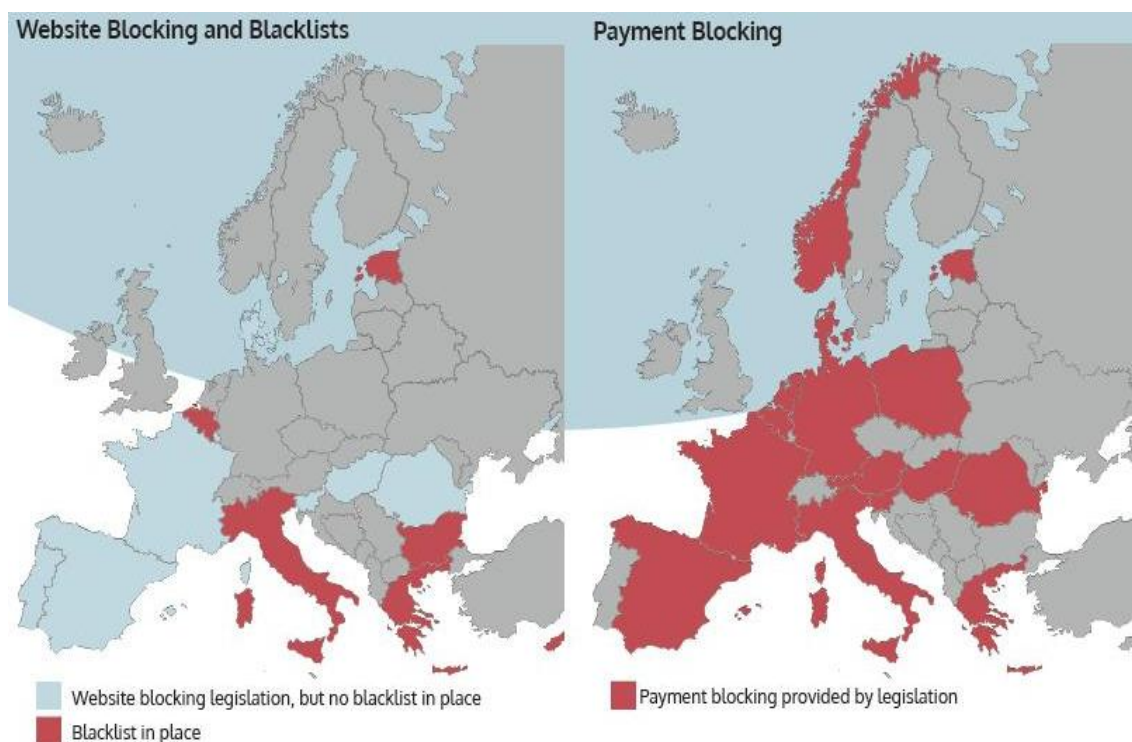 Website Blocking and Blacklists
Payment Blocking
Website blocking legislation, but no blacklist in place
Blacklist in place
Payment blocking provided by legislation